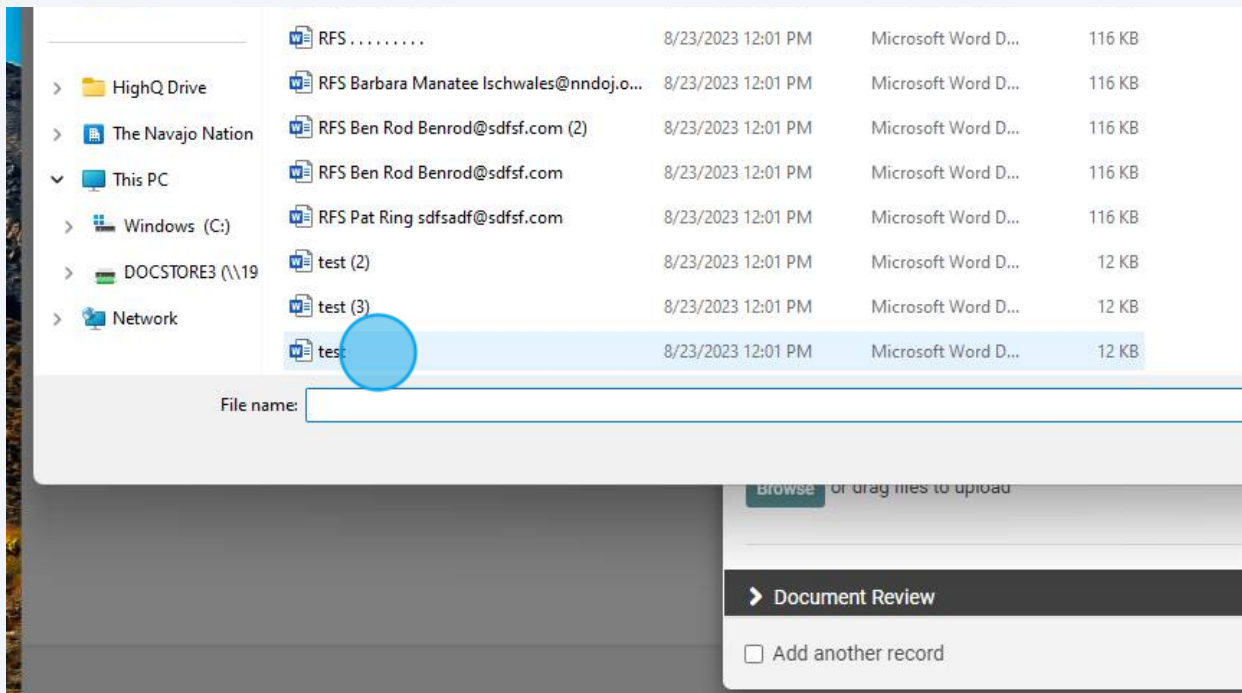 RFS . . . . . . . . . 8/23/2023 12:01 PM Microsoft Word D... 116 KB
HighQ Drive
RFS Barbara Manatee lschwales@nndoj.o... 8/23/2023 12:01 PM Microsoft Word D... 116 KB
The Navajo Nation
RFS Ben Rod Benrod@sdfsf.com (2) 8/23/2023 12:01 PM Microsoft Word D... 116 KB
This PC
RFS Ben Rod Benrod@sdfsf.com 8/23/2023 12:01 PM Microsoft Word D... 116 KB
Windows (C:)
RFS Pat Ring sdfsadf@sdfsf.com 8/23/2023 12:01 PM Microsoft Word D... 116 KB
DOCSTORE3 (\\19
test (2) 8/23/2023 12:01 PM Microsoft Word D... 12 KB
Network
test (3) 8/23/2023 12:01 PM Microsoft Word D... 12 KB
test 8/23/2023 12:01 PM Microsoft Word D... 12 KB
File name:
Browse or drag files to upload
Document Review
Add another record